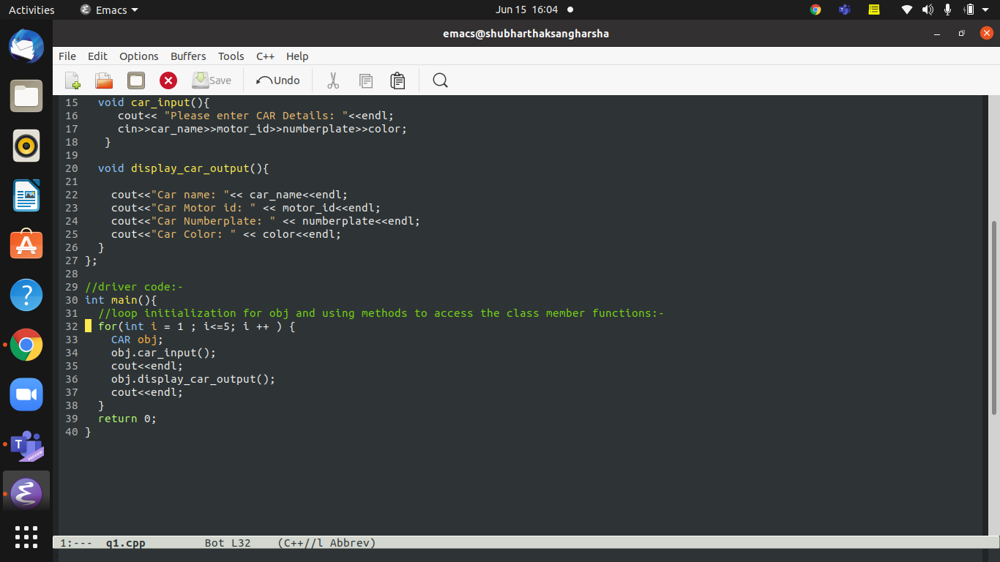 Activities Emacs Jun 15 16:04
emacs@shubharthaksangharsha
File Edit Options Buffers Tools C++ Help
Save Undo
15 void car_input(){
16 cout<< "Please enter CAR Details: "<<endl;
17 cin>>car_name>>motor_id>>numberplate>>color;
18 }
19
20 void display_car_output(){
21
22 cout<<"Car name: "<< car_name<<endl;
23 cout<<"Car Motor id: " << motor_id<<endl;
24 cout<<"Car Numberplate: " << numberplate<<endl;
25 cout<<"Car Color: " << color<<endl;
26 }
27 };
28
29 //driver code:-
30 int main(){
31 //loop initialization for obj and using methods to access the class member functions:-
32 for(int i = 1 ; i<=5; i ++ ) {
33 CAR obj;
34 obj.car_input();
35 cout<<endl;
36 obj.display_car_output();
37 cout<<endl;
38 }
39 return 0;
40 }
T
PREVIEW
1:--- q1.cpp Bot L32 (C++//l Abbrev)